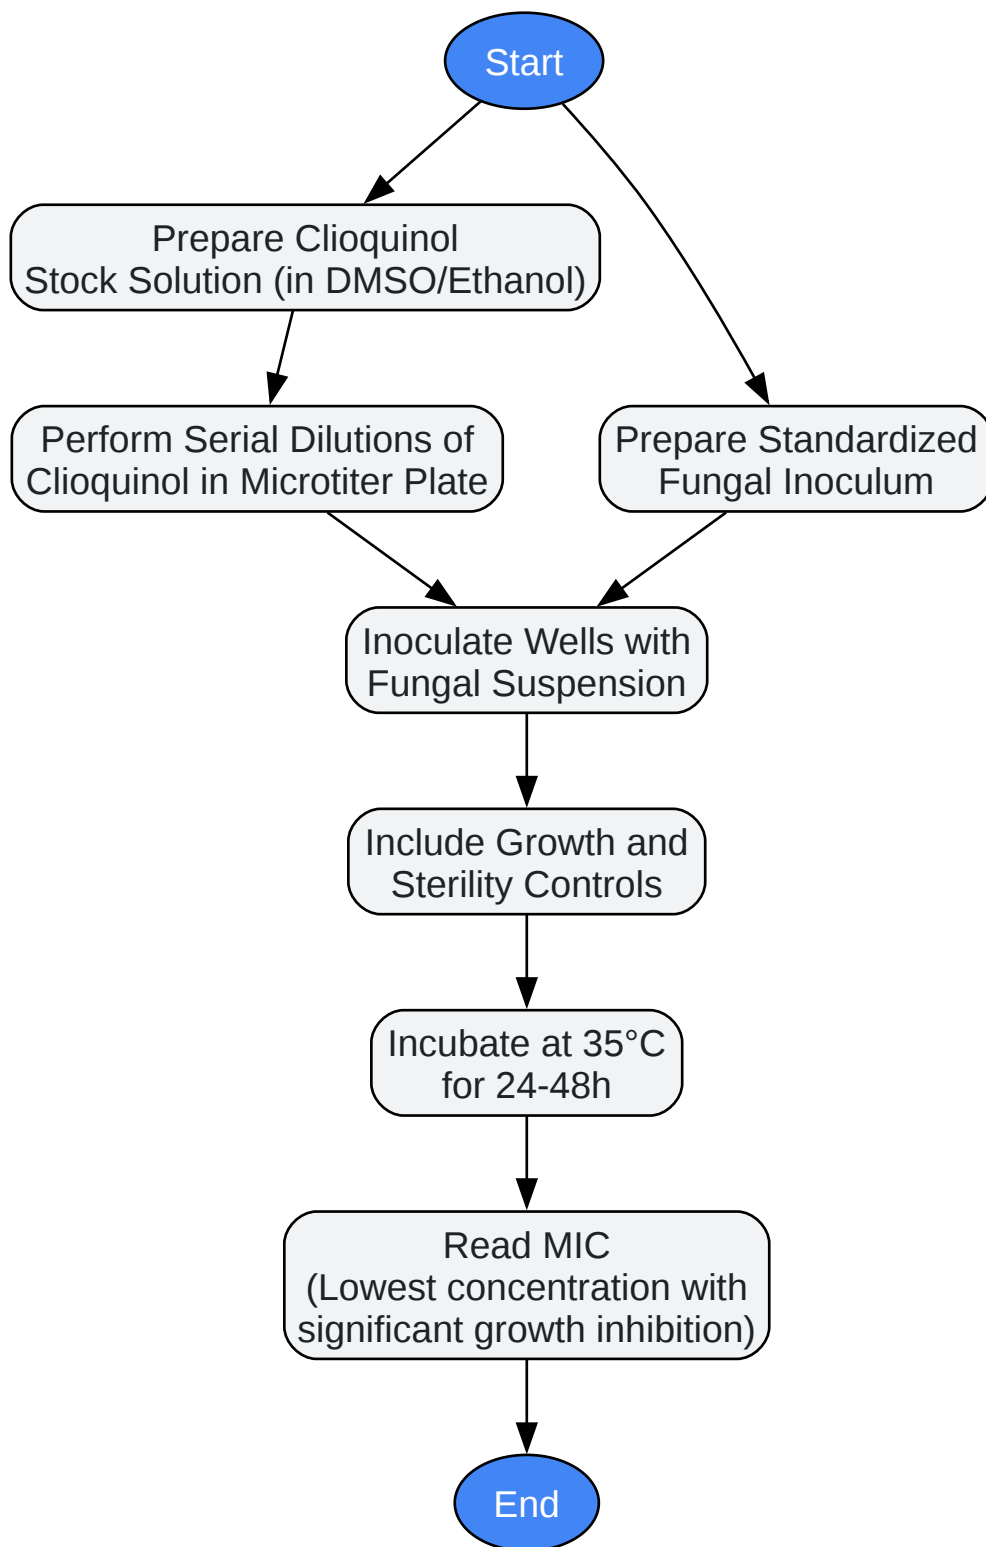 Start
Prepare Clioquinol
Stock Solution (in DMSO/Ethanol)
Perform Serial Dilutions of
Clioquinol in Microtiter Plate
Prepare Standardized
Fungal Inoculum
Inoculate Wells with
Fungal Suspension
Include Growth and
Sterility Controls
Incubate at 35°C
for 24-48h
Read MIC
(Lowest concentration with
significant growth inhibition)
End